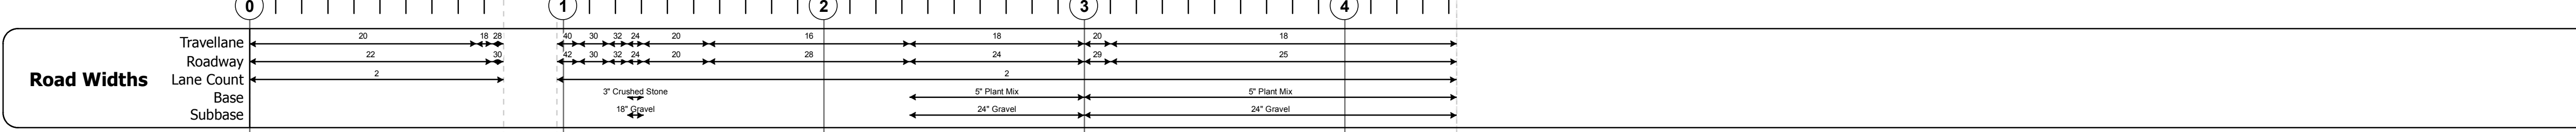 0 1 2 3 4
Road Widths
Travellane 20 18 28 40 30 32 24 20 16 18 20 18
Roadway 22 30 42 30 32 24 20 28 24 29 25
Lane Count 2 2
Base 3" Crushed Stone 5" Plant Mix 5" Plant Mix
Subbase 18" Gravel 24" Gravel 24" Gravel